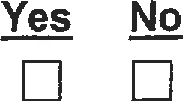 Yes No